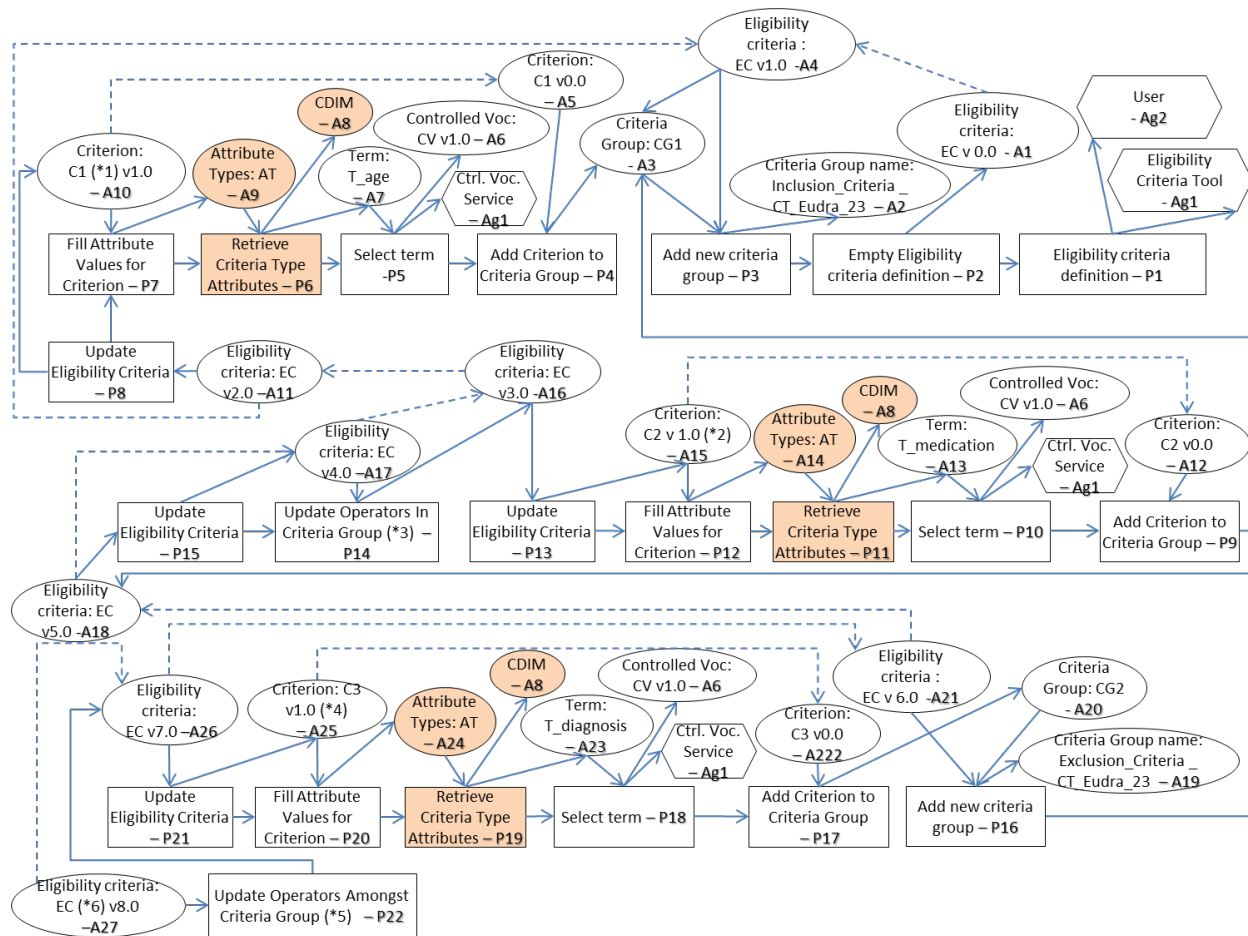 Eligibility
criteria :
EC v1.0 -A4
Criterion:
C1 v0.0
– A5
CDIM
– A8
Controlled Voc:
CV v1.0 – A6
Criteria
Group: CG1
- A3
Eligibility
criteria:
EC v 0.0
– A1
User
- Ag2
Criterion:
C1 (*1) v1.0
– A10
Attribute
Types: AT
– A9
Term:
T_age
– A7
Ctrl. Voc.
Service
– Ag1
Criteria Group name:
Inclusion_Criteria _
CT_Eudra_23 – A2
Eligibility
Criteria Tool
- Ag1
Fill Attribute
Values for
Criterion – P7
Retrieve
Criteria Type
Attributes – P6
Select term
-P5
Add Criterion to
Criteria Group – P4
Add new criteria
group – P3
Empty Eligibility
criteria definition – P2
Eligibility criteria
definition – P1
Update
Eligibility Criteria
– P8
Eligibility
criteria: EC
v2.0 –A11
Eligibility
criteria: EC
v3.0 -A16
Criterion:
C2 v 1.0 (*2)
– A15
Attribute
Types: AT
– A14
CDIM
– A8
Controlled Voc:
CV v1.0 – A6
Term:
T_medication
– A13
Ctrl. Voc.
Service
– Ag1
Criterion:
C2 v0.0
– A12
Eligibility
criteria: EC
v4.0 –A17
Update
Eligibility Criteria
– P15
Update Operators In
Criteria Group (*3) –
P14
Update
Eligibility Criteria
– P13
Fill Attribute
Values for
Criterion – P12
Retrieve
Criteria Type
Attributes – P11
Select term – P10
Add Criterion to
Criteria Group – P9
Eligibility
criteria: EC
v5.0 -A18
Eligibility
criteria:
EC v7.0 –A26
Criterion: C3
v1.0 (*4)
– A25
Attribute
Types: AT
– A24
CDIM
– A8
Term:
T_diagnosis
– A23
Controlled Voc:
CV v1.0 – A6
Ctrl. Voc.
Service
– Ag1
Criterion:
C3 v0.0
– A222
Eligibility
criteria :
EC v 6.0 -A21
Criteria
Group: CG2
- A20
Criteria Group name:
Exclusion_Criteria _
CT_Eudra_23 – A19
Update
Eligibility Criteria
– P21
Fill Attribute
Values for
Criterion – P20
Retrieve
Criteria Type
Attributes – P19
Select term – P18
Add Criterion to
Criteria Group
– P17
Add new criteria
group – P16
Eligibility criteria:
EC (*6) v8.0
–A27
Update Operators Amongst
Criteria Group (*5) – P22